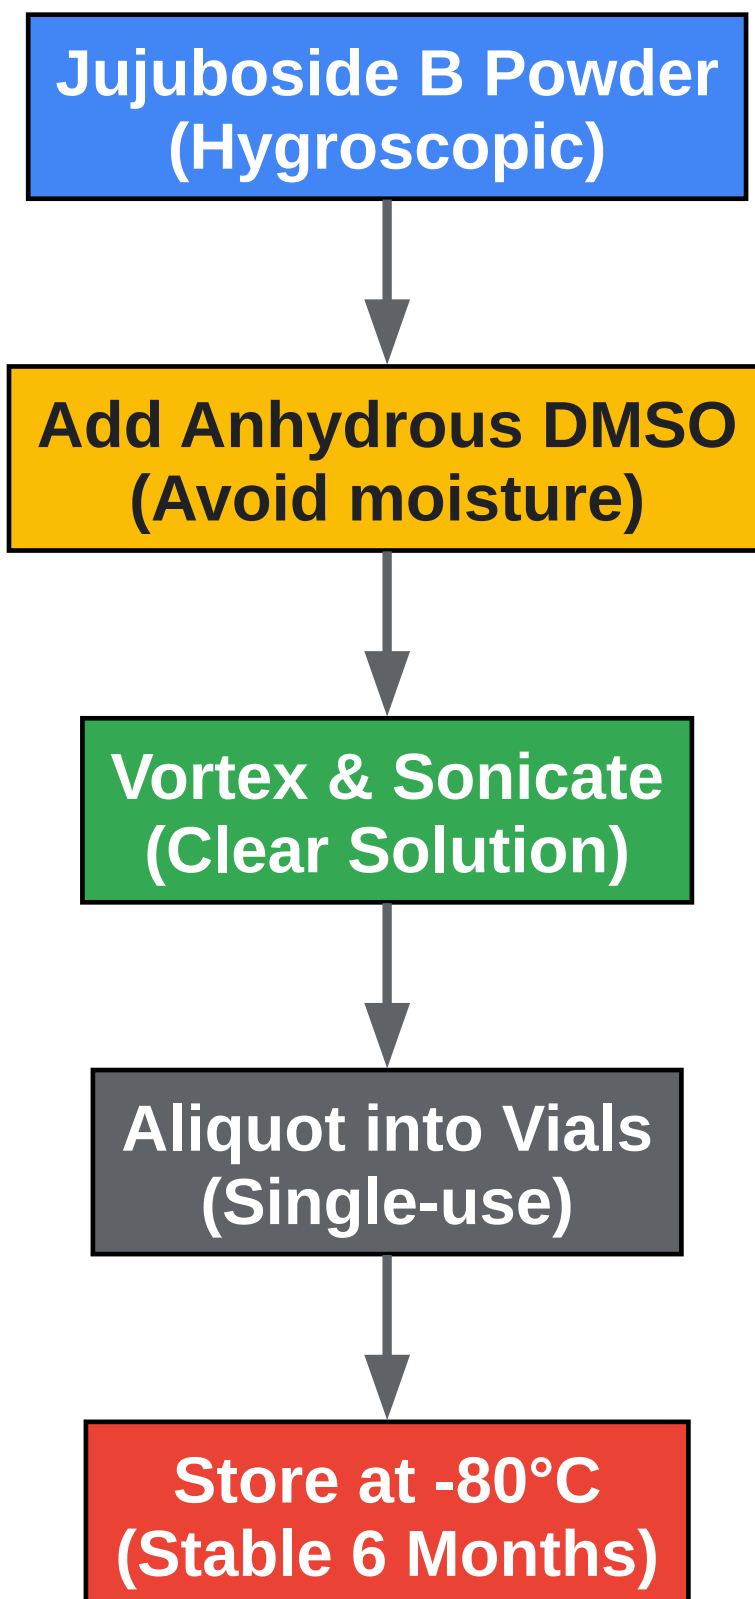 Jujuboside B Powder
(Hygroscopic)
Add Anhydrous DMSO
(Avoid moisture)
Vortex & Sonicate
(Clear Solution)
Aliquot into Vials
(Single-use)
Store at -80°C
(Stable 6 Months)